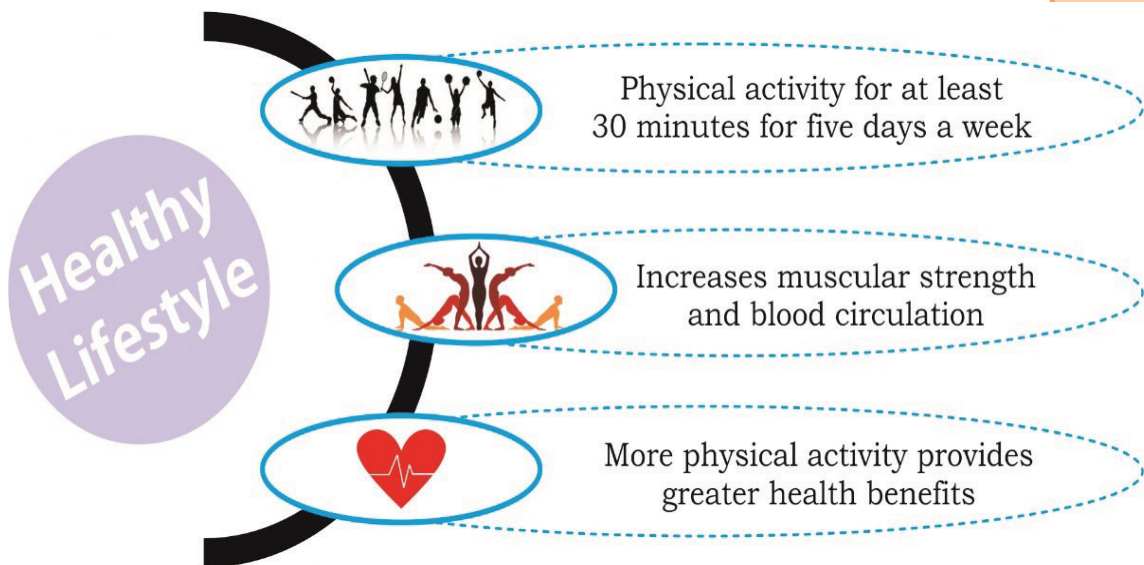 Healthy
Lifestyle
Physical activity for at least
30 minutes for five days a week
Increases muscular strength
and blood circulation
More physical activity provides
greater health benefits